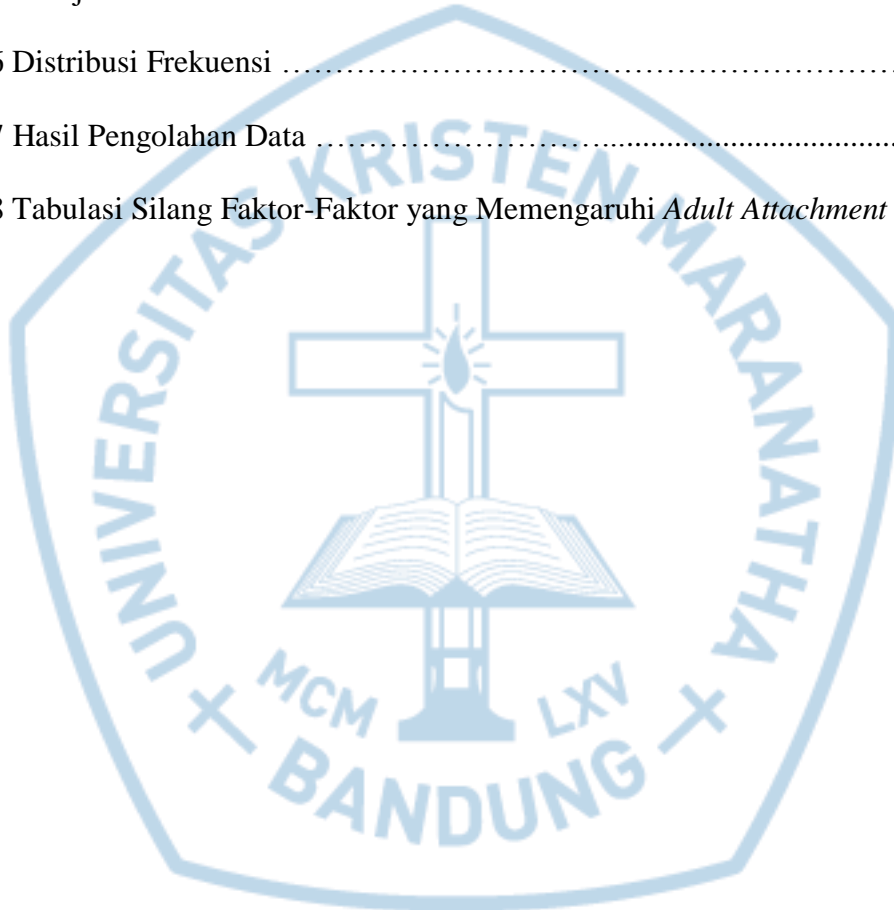 6 Distribusi Frekuensi ……………………………………………………………
7 Hasil Pengolahan Data ………………………...........................................
8 Tabulasi Silang Faktor-Faktor yang Memengaruhi Adult Attachment
UNIVERSITAS KRISTEN MARANATHA
MCM LXV
BANDUNG